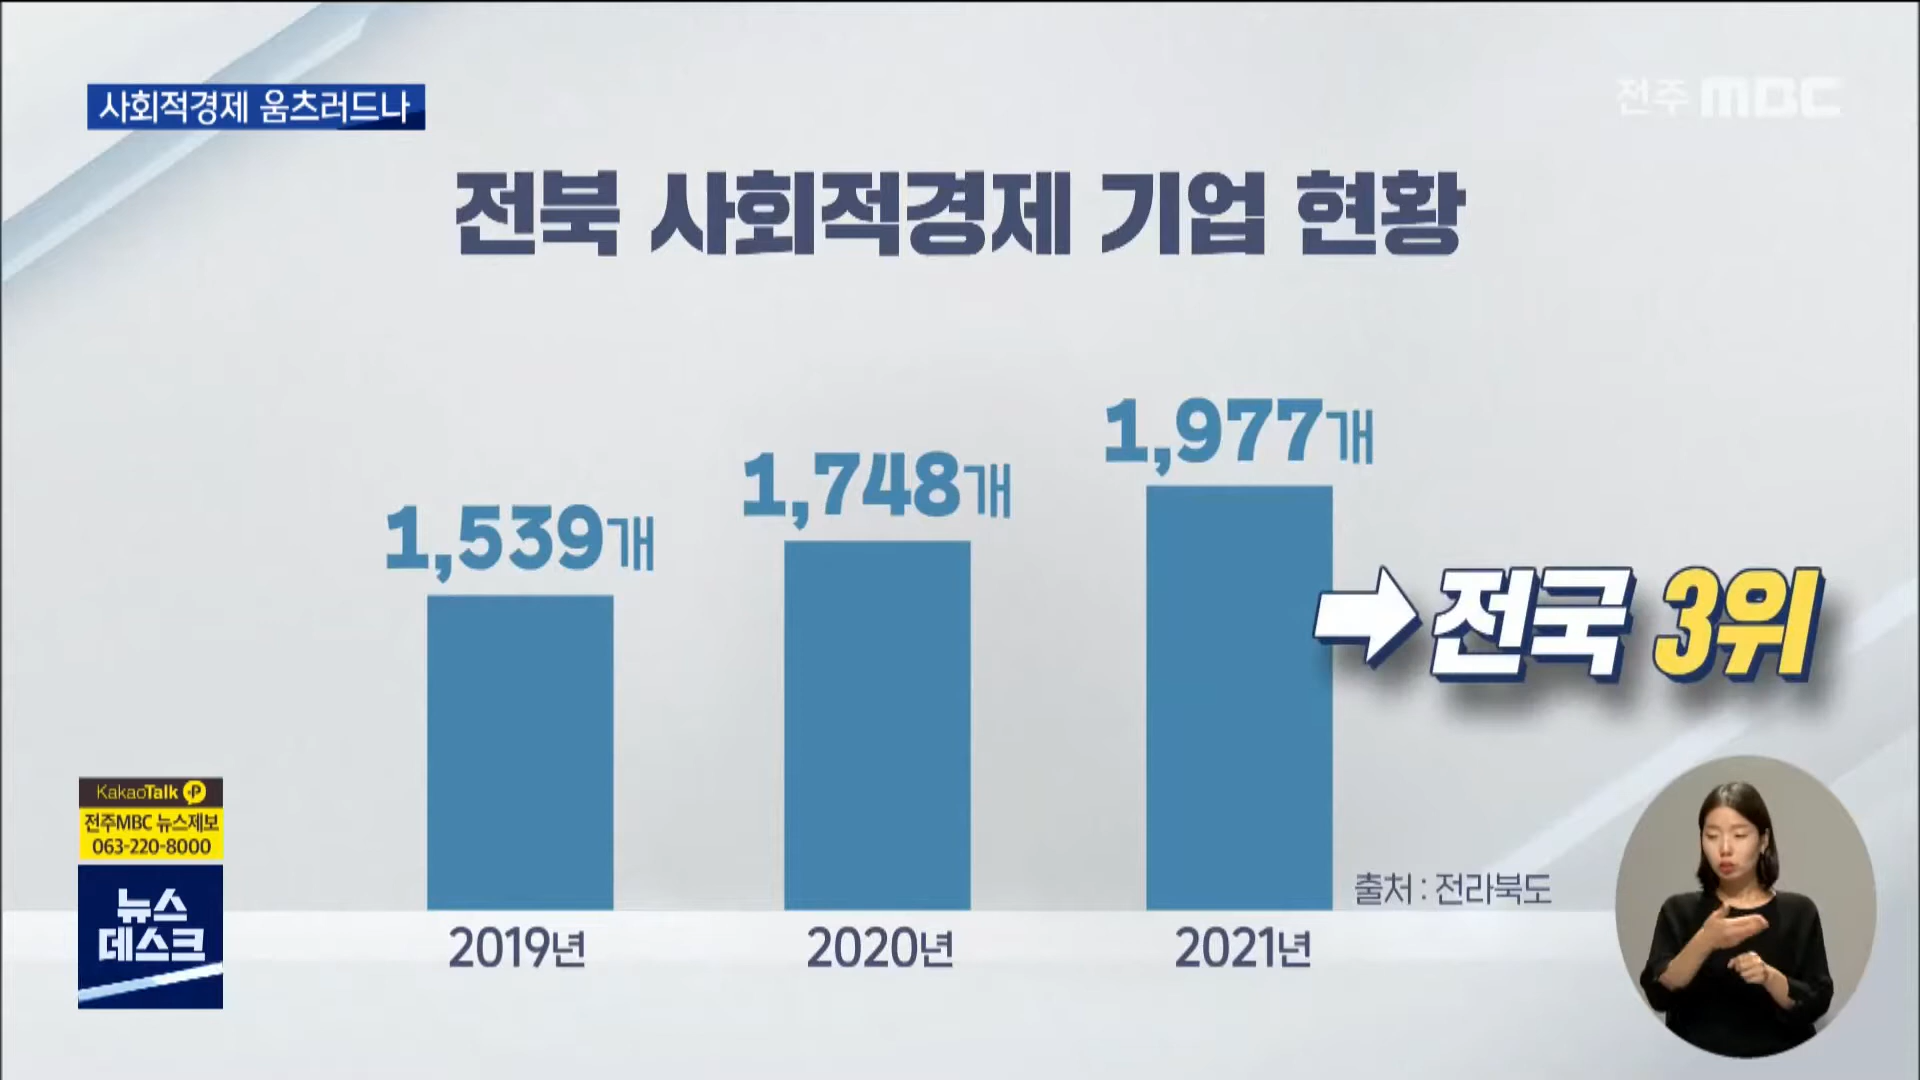 사회적경제 움츠러드나
전주 MBC
전북 사회적경제 기업 현황
1,539개
1,748개
1,977개
→ 전국 3위
출처 : 전라북도
2019년
2020년
2021년
KakaoTalk P
전주MBC 뉴스제보
063-220-8000
뉴스
데스크